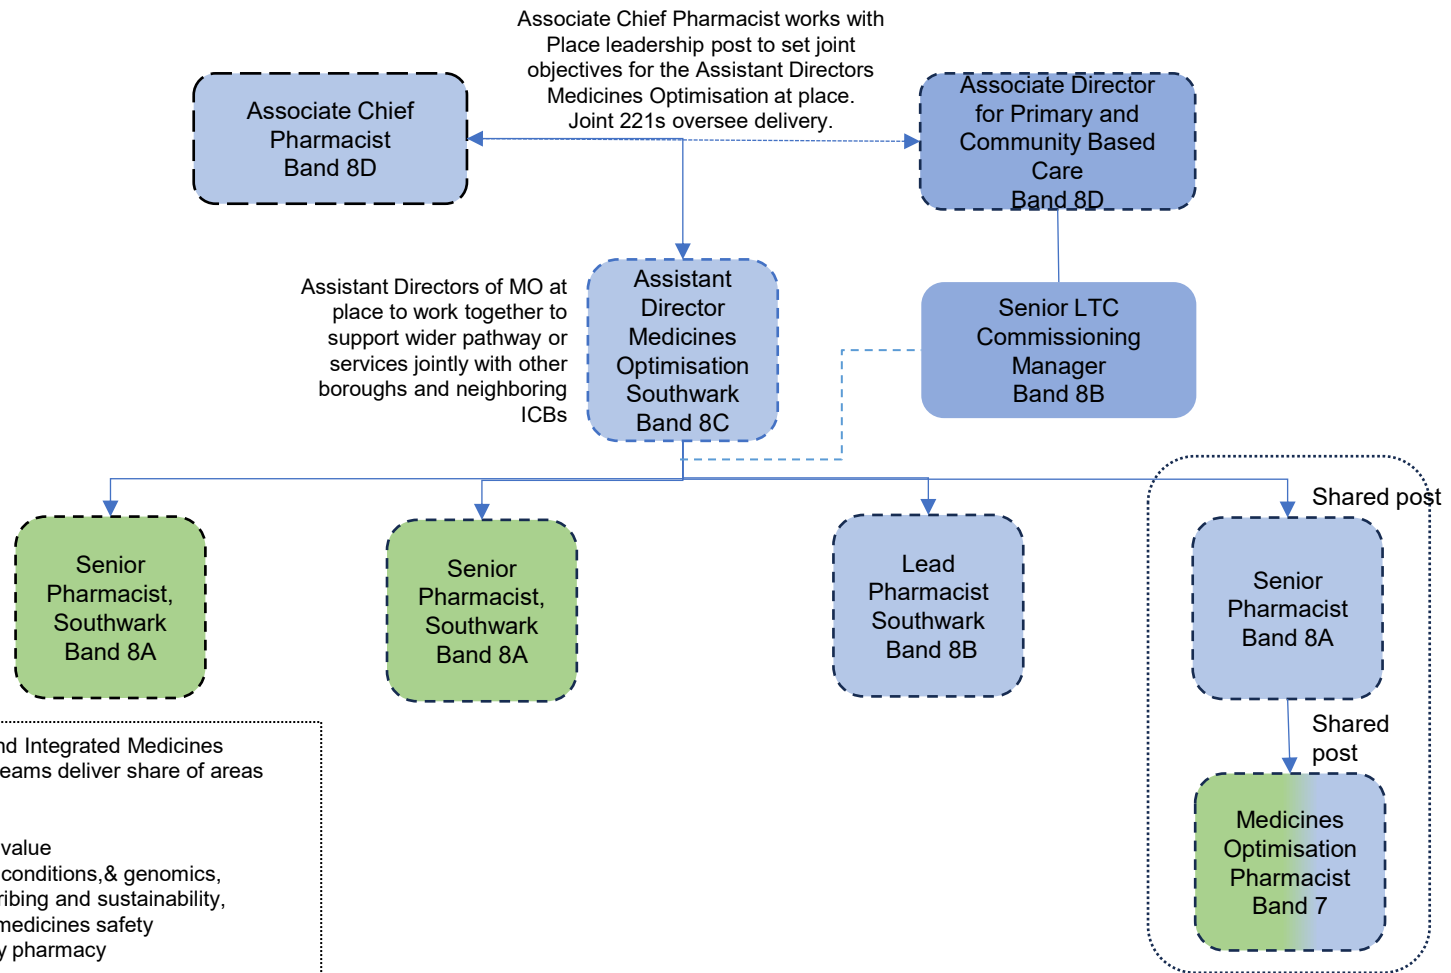 Associate Chief Pharmacist works with
Place leadership post to set joint
objectives for the Assistant Directors
Medicines Optimisation at place.
Joint 221s oversee delivery.
Associate Chief
Pharmacist
Band 8D
Associate Director
for Primary and
Community Based
Care
Band 8D
Assistant Directors of MO at
place to work together to
support wider pathway or
services jointly with other
boroughs and neighboring
ICBs
Assistant
Director
Medicines
Optimisation
Southwark
Band 8C
Senior LTC
Commissioning
Manager
Band 8B
Senior
Pharmacist,
Southwark
Band 8A
Senior
Pharmacist,
Southwark
Band 8A
Lead
Pharmacist
Southwark
Band 8B
Shared post
Senior
Pharmacist
Band 8A
Shared
post
Medicines
Optimisation
Pharmacist
Band 7
Integrated Medicines
deliver share of areas
value
conditions,& genomics,
and sustainability,
medicines safety
pharmacy